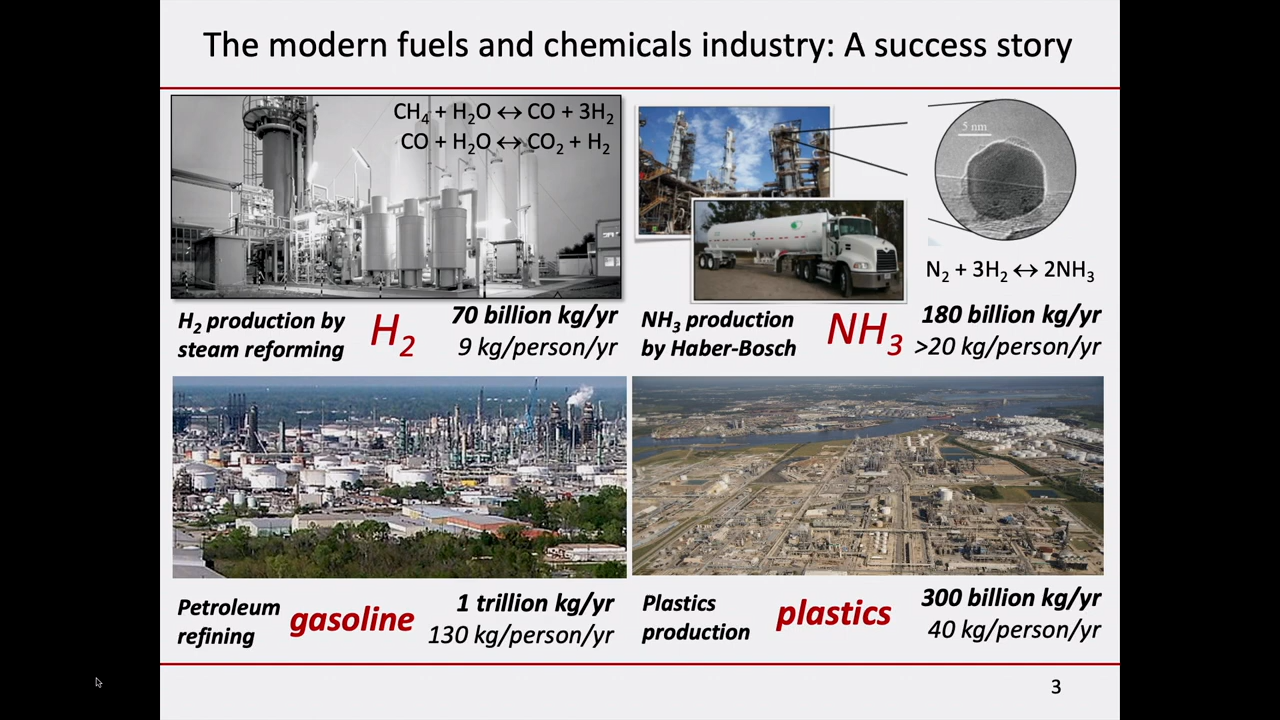 The modern fuels and chemicals industry: A success story
CH₄ + H₂O ↔ CO + 3H₂
CO + H₂O ↔ CO₂ + H₂
5 nm
N₂ + 3H₂ ↔ 2NH₃
H₂ production by
steam reforming
H₂
70 billion kg/yr
9 kg/person/yr
NH₃ production
by Haber-Bosch
NH₃
180 billion kg/yr
>20 kg/person/yr
Petroleum
refining
gasoline
1 trillion kg/yr
130 kg/person/yr
Plastics
production
plastics
300 billion kg/yr
40 kg/person/yr
3